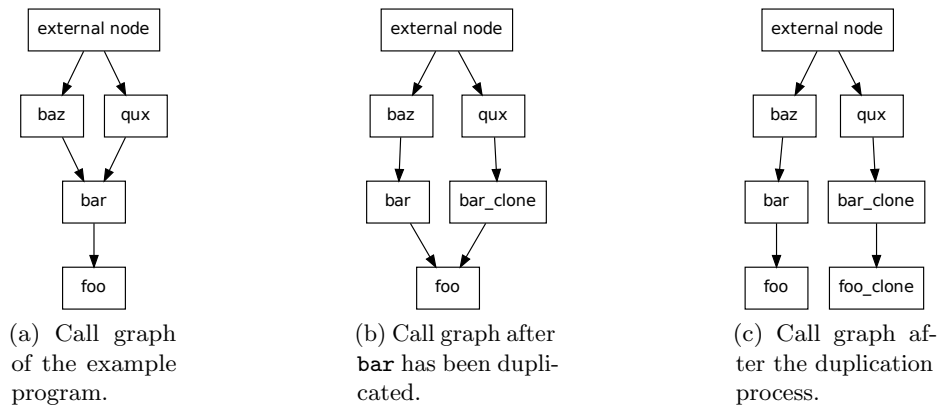 external node
baz qux
bar
foo
(a) Call graph
of the example
program.
external node
baz qux
bar bar_clone
foo
(b) Call graph after
bar has been dupli-
cated.
external node
baz qux
bar bar_clone
foo foo_clone
(c) Call graph af-
ter the duplication
process.